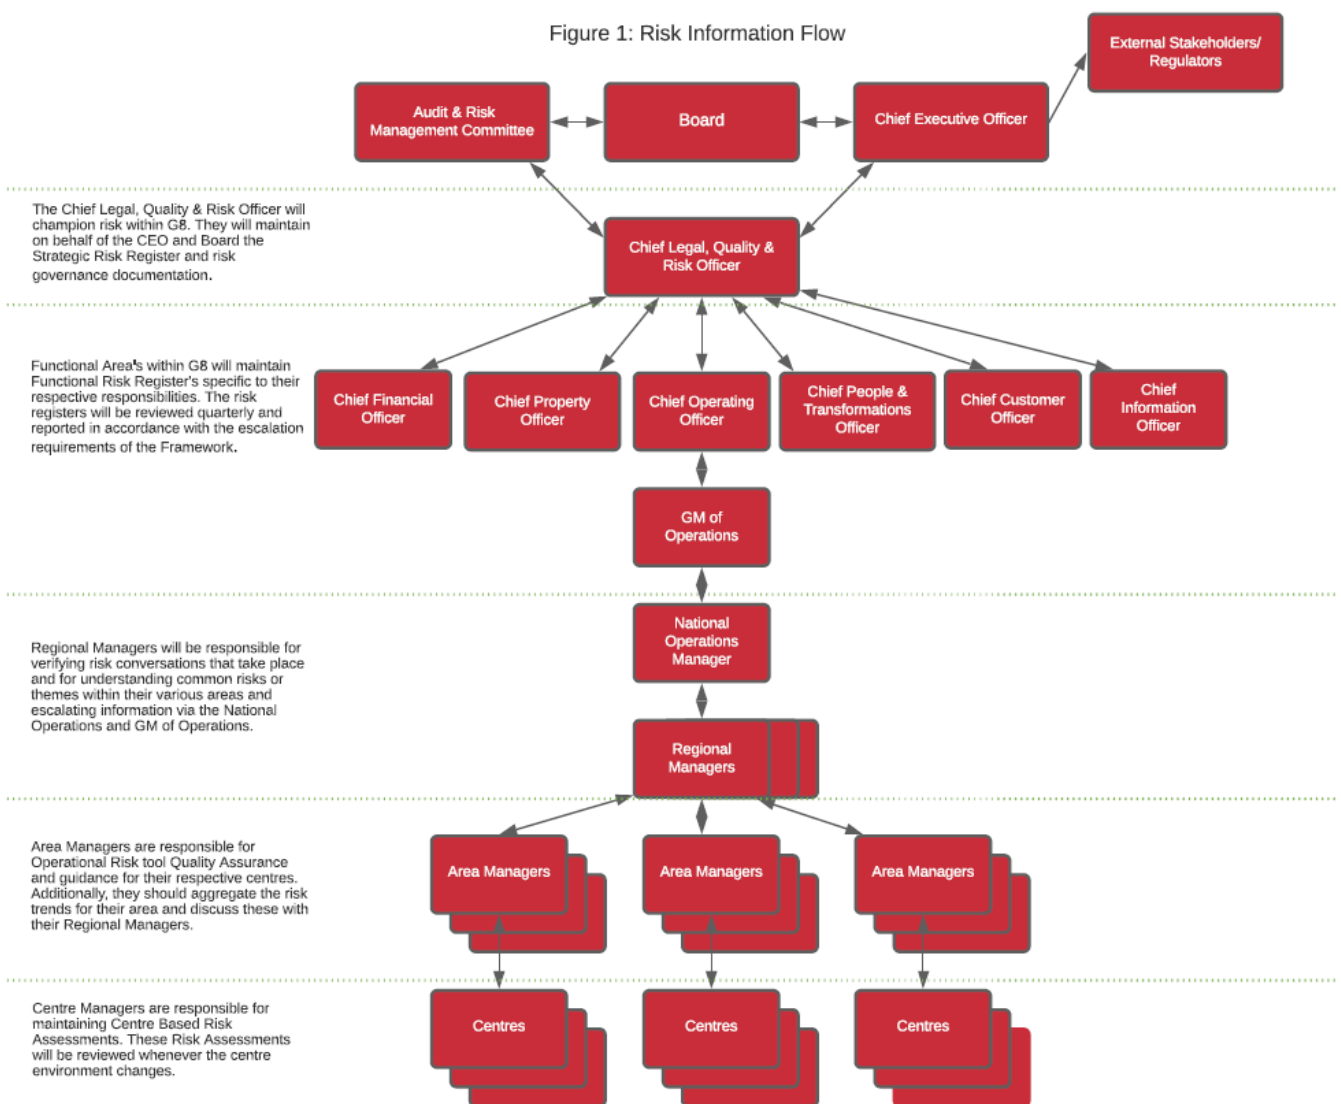 Figure 1: Risk Information Flow
External Stakeholders/
Regulators
Audit & Risk
Management Committee
Board
Chief Executive Officer
The Chief Legal, Quality & Risk Officer will
champion risk within G8. They will maintain
on behalf of the CEO and Board the
Strategic Risk Register and risk
governance documentation.
Chief Legal, Quality &
Risk Officer
Functional Area's within G8 will maintain
Functional Risk Register's specific to their
respective responsibilities. The risk
registers will be reviewed quarterly and
reported in accordance with the escalation
requirements of the Framework.
Chief Financial
Officer
Chief Property
Officer
Chief Operating
Officer
Chief People &
Transformations
Officer
Chief Customer
Officer
Chief
Information
Officer
GM of
Operations
National
Operations
Manager
Regional Managers will be responsible for
verifying risk conversations that take place
and for understanding common risks or
themes within their various areas and
escalating information via the National
Operations and GM of Operations.
Regional
Managers
Area Managers are responsible for
Operational Risk tool Quality Assurance
and guidance for their respective centres.
Additionally, they should aggregate the risk
trends for their area and discuss these with
their Regional Managers.
Area Managers
Area Managers
Area Managers
Centre Managers are responsible for
maintaining Centre Based Risk
Assessments. These Risk Assessments
will be reviewed whenever the centre
environment changes.
Centres
Centres
Centres